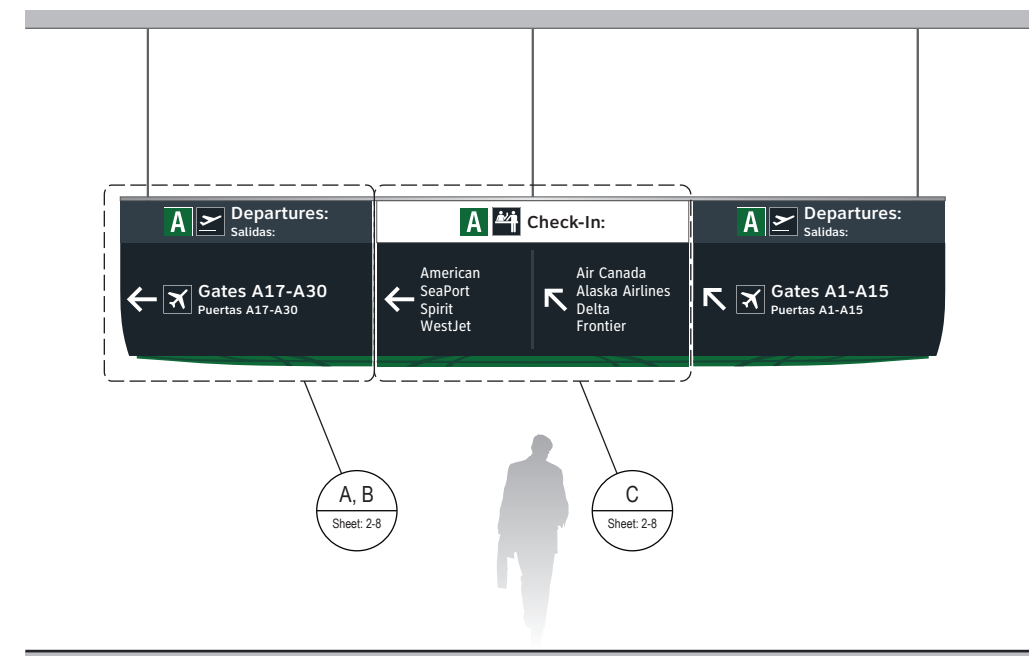 A Departures:
Salidas:
Gates A17-A30
Puertas A17-A30
A Check-In:
American
SeaPort
Spirit
WestJet
Air Canada
Alaska Airlines
Delta
Frontier
A Departures:
Salidas:
Gates A1-A15
Puertas A1-A15
A, B
Sheet: 2-8
C
Sheet: 2-8